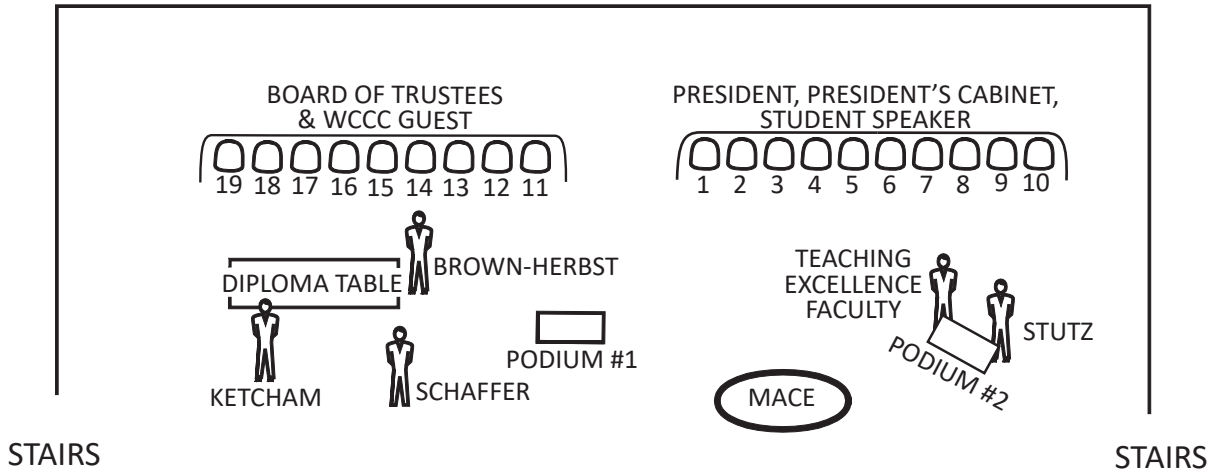 BOARD OF TRUSTEES
& WCCC GUEST
19 18 17 16 15 14 13 12 11
PRESIDENT, PRESIDENT’S CABINET,
STUDENT SPEAKER
1 2 3 4 5 6 7 8 9 10
DIPLOMA TABLE
BROWN-HERBST
KETCHAM
SCHAFFER
PODIUM #1
TEACHING
EXCELLENCE
FACULTY
STUTZ
PODIUM #2
MACE
STAIRS
STAIRS